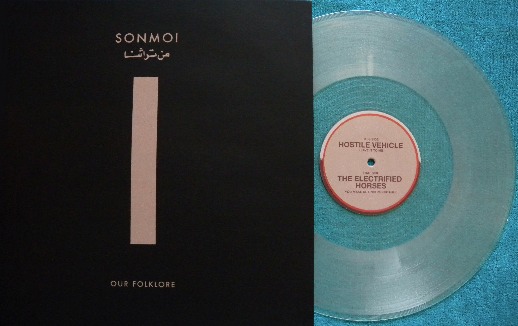 SONMOI
من تراثنا
OUR FOLKLORE
HOSTILE VEHICLE
THE ELECTRIFIED
HORSES